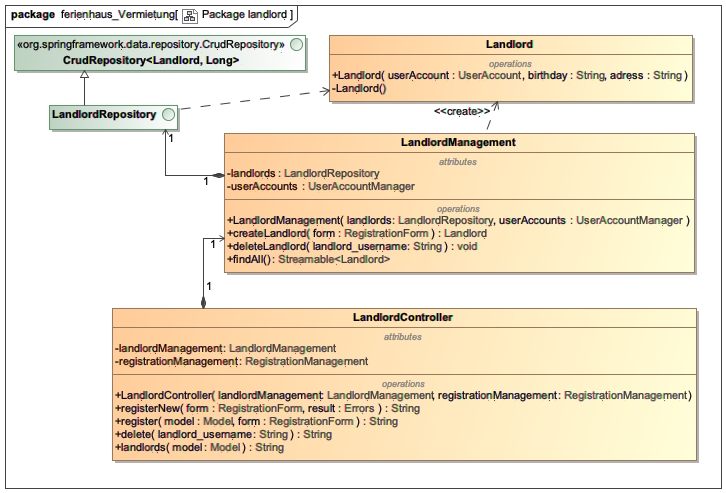 package ferienhaus_Vermietung[ Package landlord ]
«org.springframework.data.repository.CrudRepository»
CrudRepository<Landlord, Long>
Landlord
operations
+Landlord( userAccount : UserAccount, birthday : String, adress : String )
-Landlord()
LandlordRepository
<<create>>
1
1
LandlordManagement
attributes
-landlords : LandlordRepository
-userAccounts : UserAccountManager
operations
+LandlordManagement( landlords: LandlordRepository, userAccounts : UserAccountManager )
+createLandlord( form : RegistrationForm ) : Landlord
+deleteLandlord( landlord_username: String ) : void
+findAll(): Streamable<Landlord>
1
1
LandlordController
attributes
-landlordManagement: LandlordManagement
-registrationManagement: RegistrationManagement
operations
+LandlordController( landlordManagement: LandlordManagement, registrationManagement: RegistrationManagement)
+registerNew( form : RegistrationForm, result : Errors ) : String
+register( model : Model, form : RegistrationForm ) : String
+delete( landlord_username: String ) : String
+landlords( model : Model ) : String